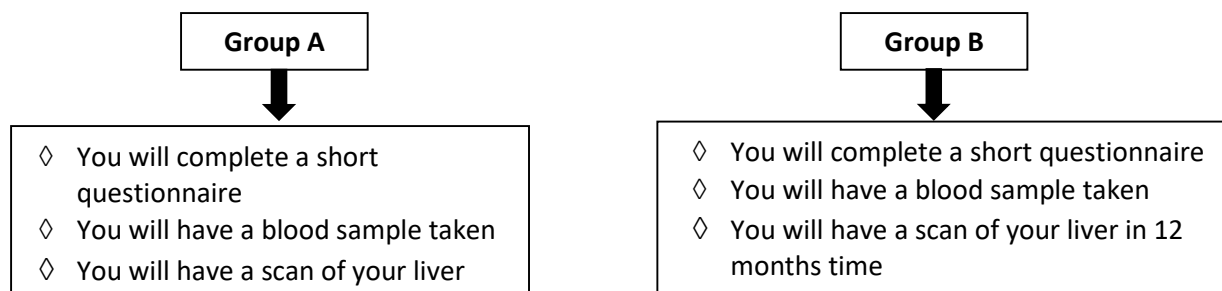 Group A
◊ You will complete a short
questionnaire
◊ You will have a blood sample taken
◊ You will have a scan of your liver
Group B
◊ You will complete a short questionnaire
◊ You will have a blood sample taken
◊ You will have a scan of your liver in 12
months time